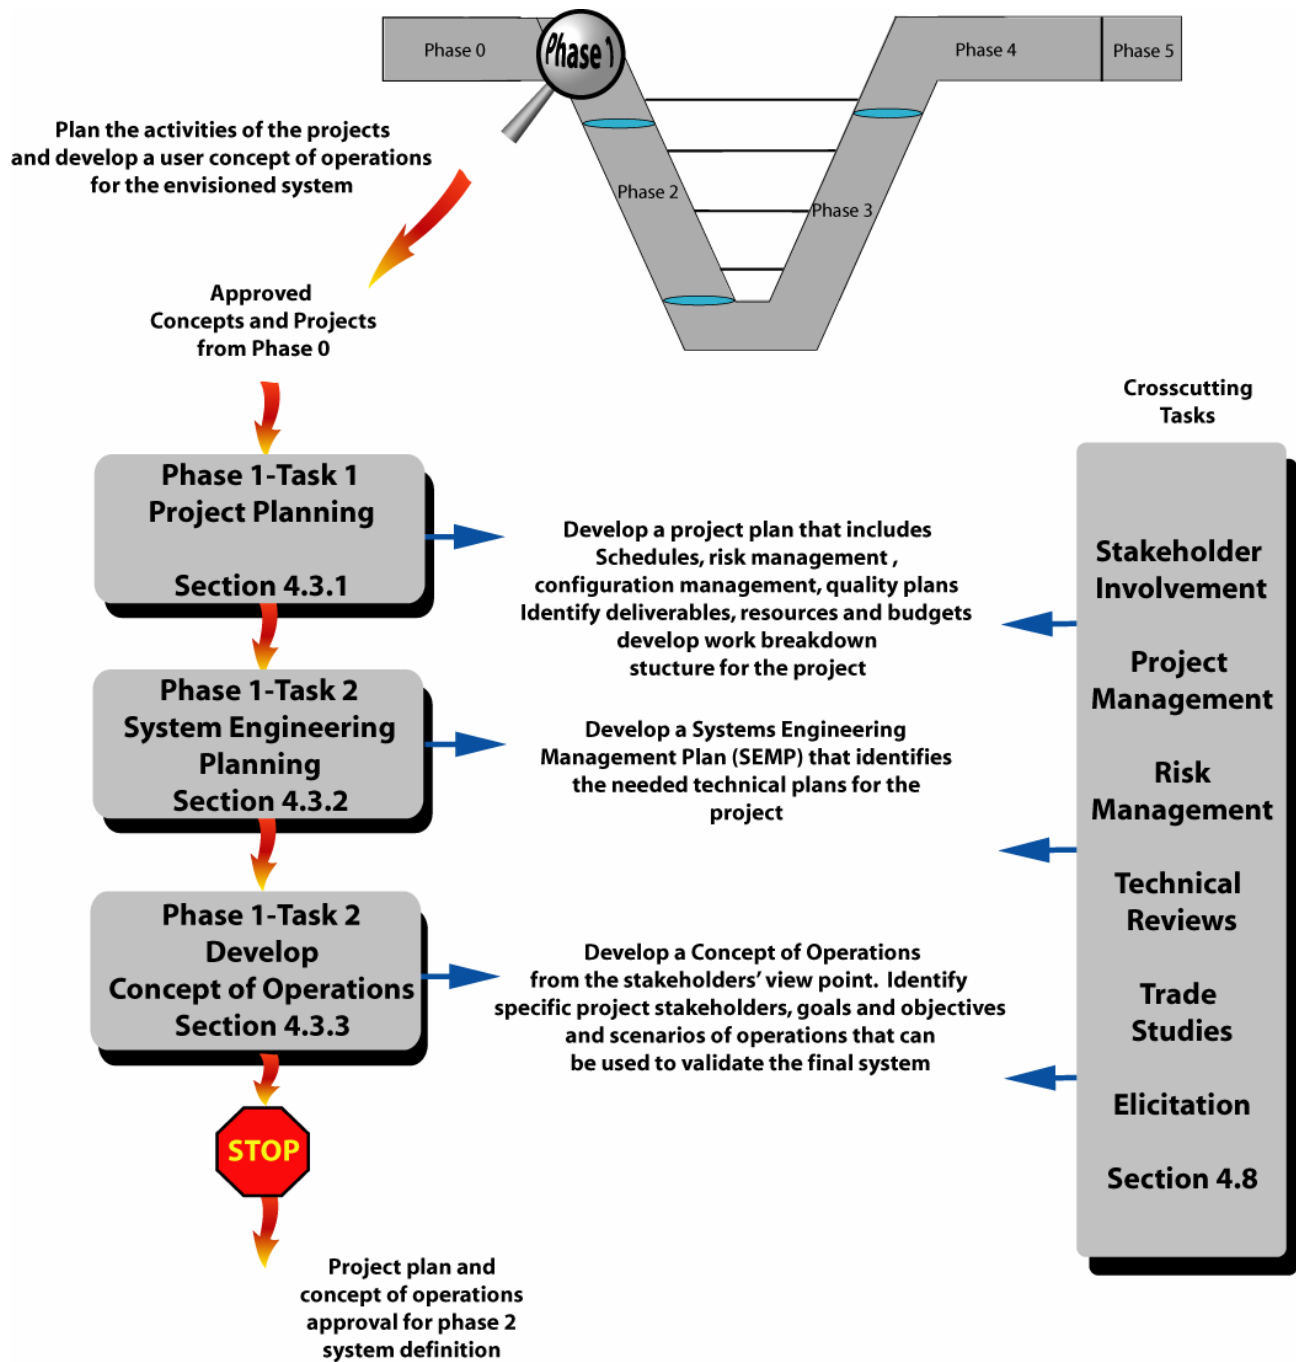 Phase 0
Phase 1
Phase 4
Phase 5
Plan the activities of the projects
and develop a user concept of operations
for the envisioned system
Phase 2
Phase 3
Approved
Concepts and Projects
from Phase 0
Crosscutting
Tasks
Phase 1-Task 1
Project Planning
Section 4.3.1
Develop a project plan that includes
Schedules, risk management ,
configuration management, quality plans
Identify deliverables, resources and budgets
develop work breakdown
stucture for the project
Phase 1-Task 2
System Engineering
Planning
Section 4.3.2
Develop a Systems Engineering
Management Plan (SEMP) that identifies
the needed technical plans for the
project
Phase 1-Task 2
Develop
Concept of Operations
Section 4.3.3
Develop a Concept of Operations
from the stakeholders' view point. Identify
specific project stakeholders, goals and objectives
and scenarios of operations that can
be used to validate the final system
Stakeholder
Involvement
Project
Management
Risk
Management
Technical
Reviews
Trade
Studies
Elicitation
Section 4.8
STOP
Project plan and
concept of operations
approval for phase 2
system definition